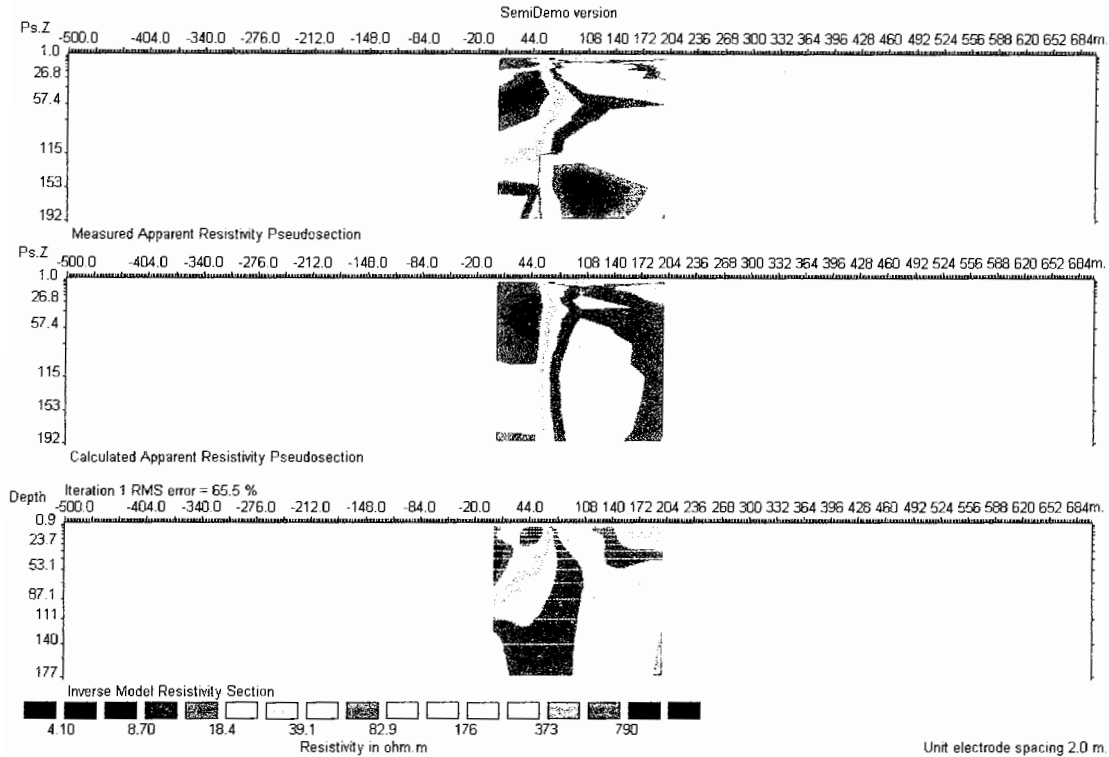 SemiDemo version
Ps.Z -500.0 -404.0 -340.0 -276.0 -212.0 -148.0 -84.0 -20.0 44.0 108 140 172 204 236 268 300 332 364 396 428 460 492 524 556 588 620 652 684m.
1.0
26.8
57.4
115
153
192
Measured Apparent Resistivity Pseudosection
Ps.Z -500.0 -404.0 -340.0 -276.0 -212.0 -148.0 -84.0 -20.0 44.0 108 140 172 204 236 268 300 332 364 396 428 460 492 524 556 588 620 652 684m.
1.0
26.8
57.4
115
153
192
Calculated Apparent Resistivity Pseudosection
Iteration 1 RMS error = 65.5 %
Depth -500.0 -404.0 -340.0 -276.0 -212.0 -148.0 -84.0 -20.0 44.0 108 140 172 204 236 268 300 332 364 396 428 460 492 524 556 588 620 652 684m.
0.9
23.7
53.1
87.1
111
140
177
Inverse Model Resistivity Section
4.10 8.70 18.4 39.1 82.9 176 373 790
Resistivity in ohm.m
Unit electrode spacing 2.0 m.